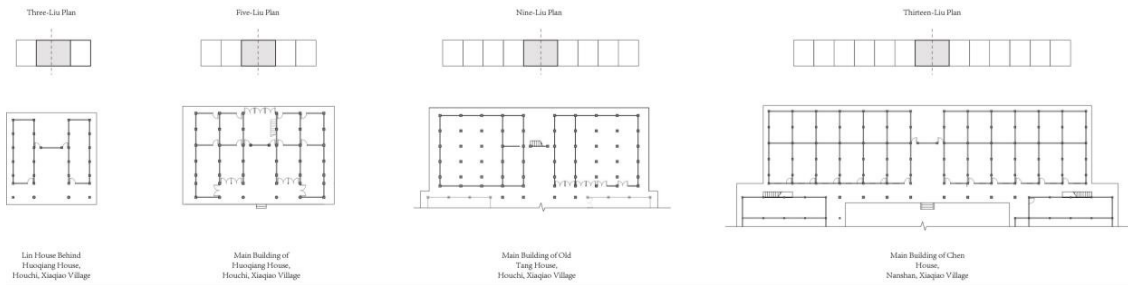 Three-Liu Plan
Five-Liu Plan
Nine-Liu Plan
Thirteen-Liu Plan
Lin House Behind
Huoqiang House,
Houchi, Xiaqiao Village
Main Building of
Huoqiang House,
Houchi, Xiaqiao Village
Main Building of Old
Tang House,
Houchi, Xiaqiao Village
Main Building of Chen
House,
Nanshan, Xiaqiao Village